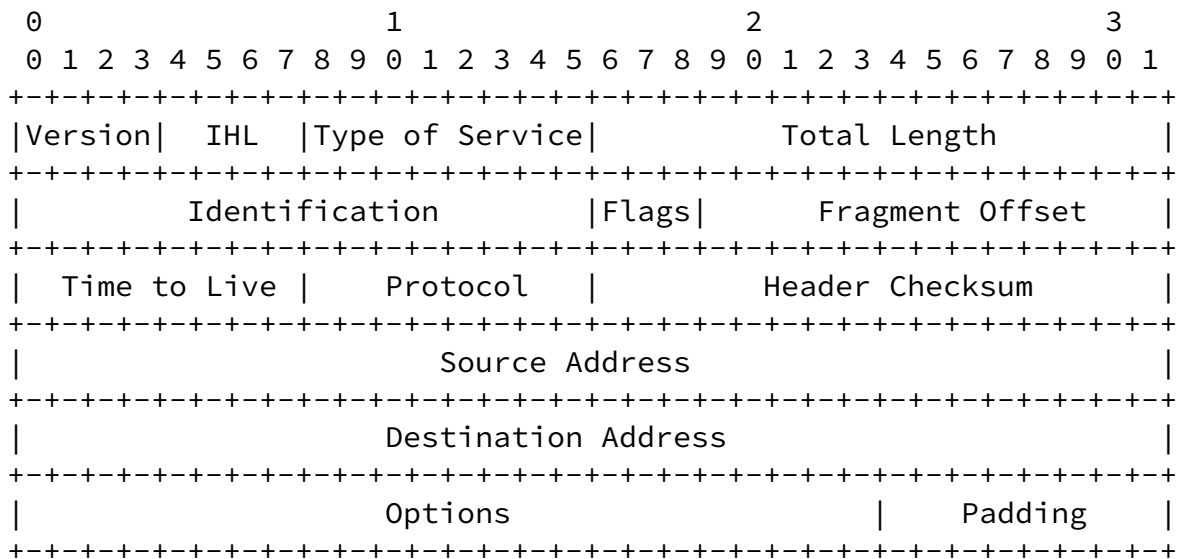 0                   1                   2                   3
 0 1 2 3 4 5 6 7 8 9 0 1 2 3 4 5 6 7 8 9 0 1 2 3 4 5 6 7 8 9 0 1
+-+-+-+-+-+-+-+-+-+-+-+-+-+-+-+-+-+-+-+-+-+-+-+-+-+-+-+-+-+-+-+-+
|Version|  IHL  |Type of Service|          Total Length         |
+-+-+-+-+-+-+-+-+-+-+-+-+-+-+-+-+-+-+-+-+-+-+-+-+-+-+-+-+-+-+-+-+
|         Identification        |Flags|      Fragment Offset    |
+-+-+-+-+-+-+-+-+-+-+-+-+-+-+-+-+-+-+-+-+-+-+-+-+-+-+-+-+-+-+-+-+
|  Time to Live |    Protocol   |         Header Checksum       |
+-+-+-+-+-+-+-+-+-+-+-+-+-+-+-+-+-+-+-+-+-+-+-+-+-+-+-+-+-+-+-+-+
|                       Source Address                          |
+-+-+-+-+-+-+-+-+-+-+-+-+-+-+-+-+-+-+-+-+-+-+-+-+-+-+-+-+-+-+-+-+
|                    Destination Address                        |
+-+-+-+-+-+-+-+-+-+-+-+-+-+-+-+-+-+-+-+-+-+-+-+-+-+-+-+-+-+-+-+-+
|                    Options                    |    Padding    |
+-+-+-+-+-+-+-+-+-+-+-+-+-+-+-+-+-+-+-+-+-+-+-+-+-+-+-+-+-+-+-+-+